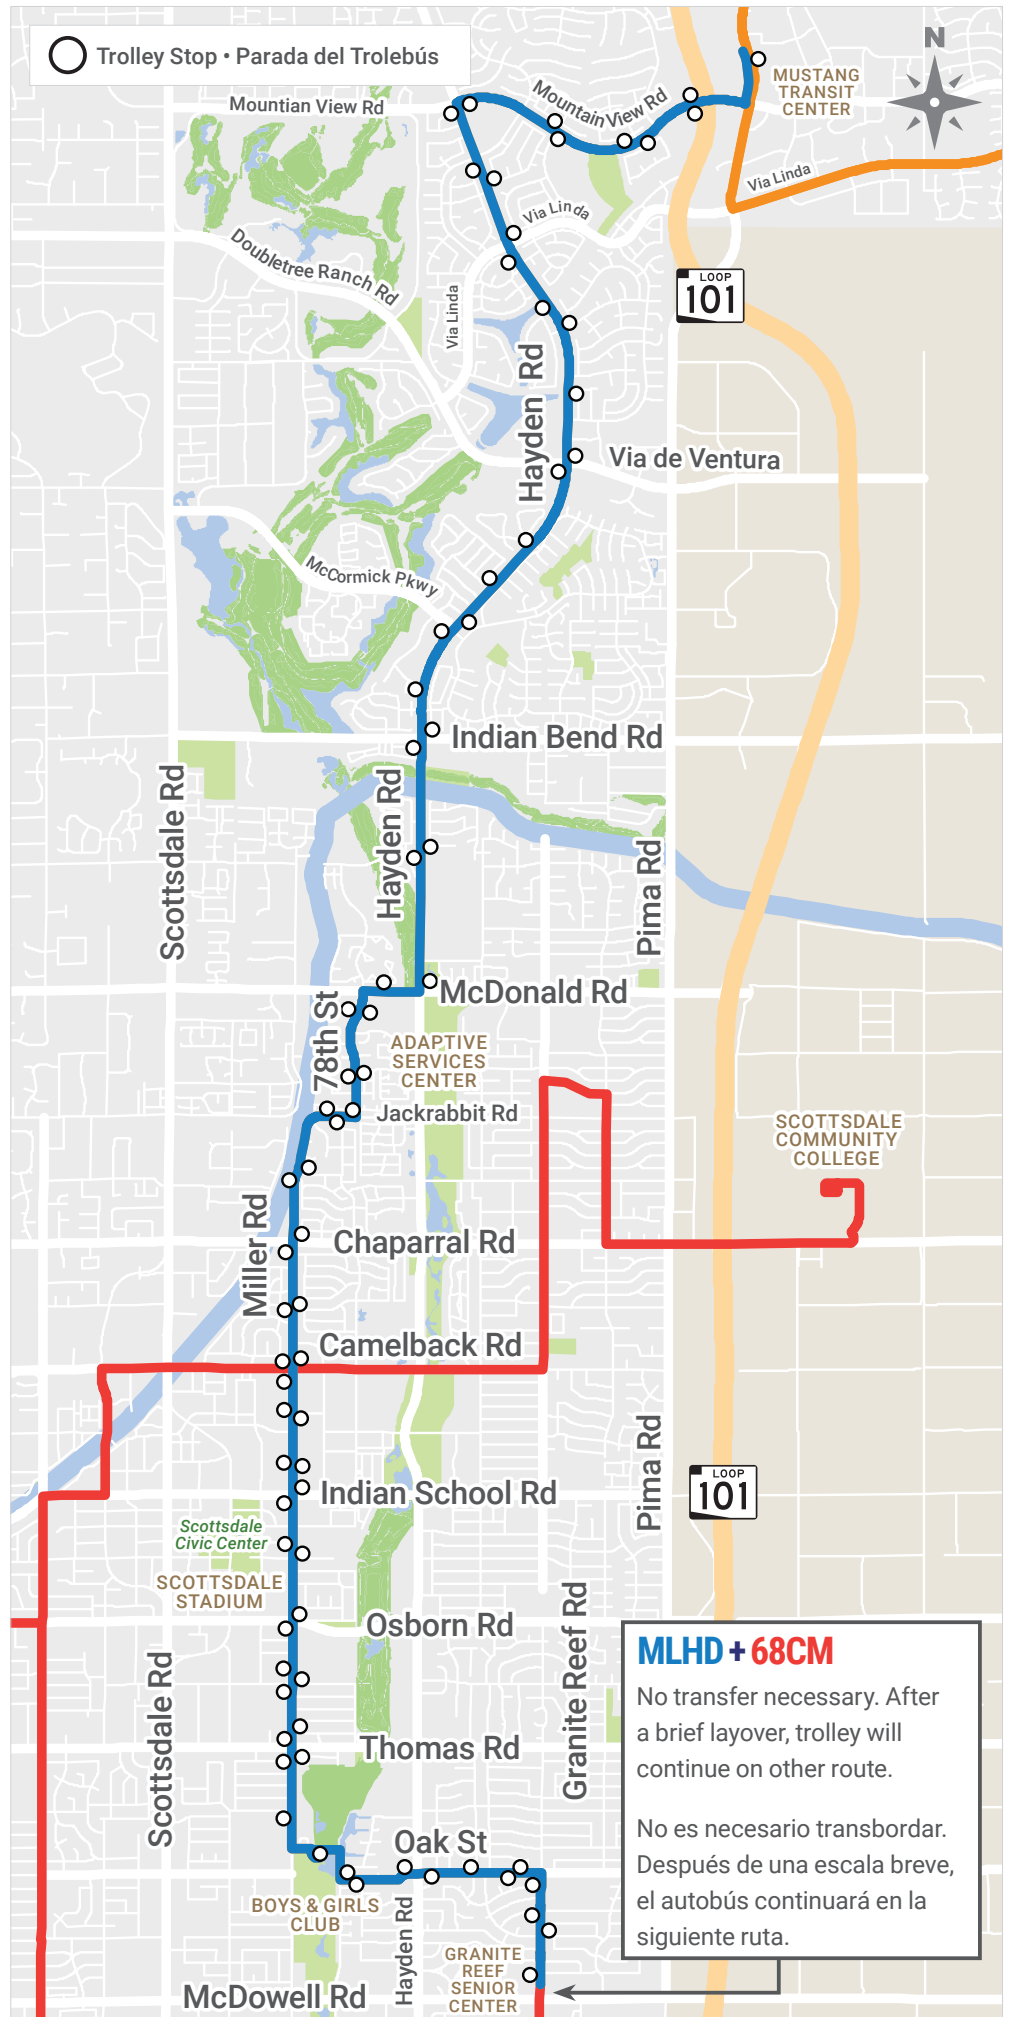 Trolley Stop • Parada del Trolebús
N
MUSTANG
TRANSIT
CENTER
Mountian View Rd
Mountain View Rd
Via Linda
Via Linda
Doubletree Ranch Rd
Via Linda
LOOP
101
Hayden Rd
Via de Ventura
McCormick Pkwy
Indian Bend Rd
Scottsdale Rd
Hayden Rd
Pima Rd
McDonald Rd
78th St
ADAPTIVE
SERVICES
CENTER
Jackrabbit Rd
SCOTTSDALE
COMMUNITY
COLLEGE
Miller Rd
Chaparral Rd
Camelback Rd
Pima Rd
LOOP
101
Indian School Rd
Scottsdale
Civic Center
SCOTTSDALE
STADIUM
Osborn Rd
Granite Reef Rd
Scottsdale Rd
Thomas Rd
MLHD + 68CM
No transfer necessary. After
a brief layover, trolley will
continue on other route.
No es necesario transbordar.
Después de una escala breve,
el autobús continuará en la
siguiente ruta.
Oak St
BOYS & GIRLS
CLUB
Hayden Rd
GRANITE
REEF
SENIOR
CENTER
McDowell Rd